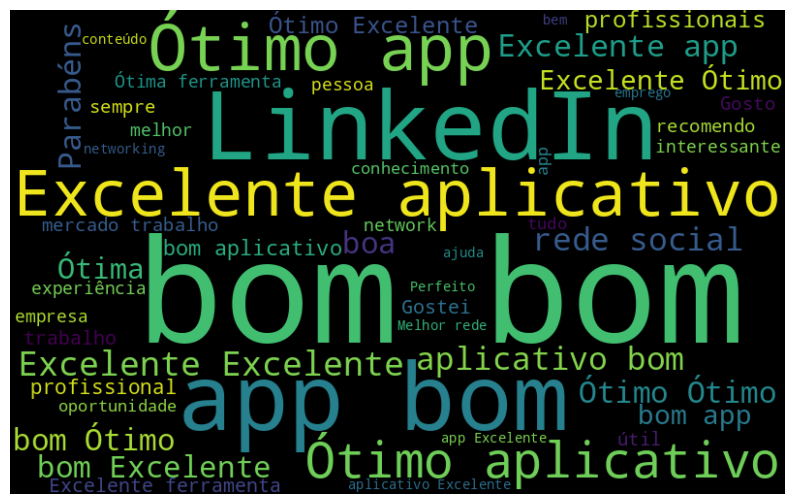 bem
profissionais
Ótimo Excelente
Parabéns
conteúdo
Ótimo app
Excelente app
Ótima ferramenta
pessoa
Excelente Ótimo
emprego
sempre
LinkedIn
Gosto
melhor
recomendo
networking
interessante
app
conhecimento
Excelente aplicativo
mercado trabalho
network
tudo
bom aplicativo
boa
rede social
ajuda
Ótima
bom bom
experiência
Perfeito
Gostei
empresa
Melhor rede
trabalho
Excelente Excelente
aplicativo bom
profissional
app bom
Ótimo Ótimo
oportunidade
bom app
bom Ótimo
app Excelente
útil
bom Excelente
Ótimo aplicativo
Excelente ferramenta
aplicativo Excelente